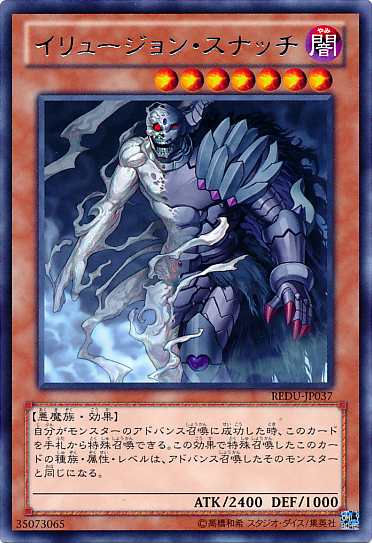 イリュージョン・スナッチ
闇
やみ
REDU-JP037
【悪魔族・効果】
自分がモンスターのアドバンス召喚に成功した時、このカード
を手札から特殊召喚できる。この効果で特殊召喚したこのカー
ドの種族・属性・レベルは、アドバンス召喚したそのモンスター
と同じになる。
ATK/2400 DEF/1000
35073065
©高橋和希 スタジオ・ダイス/集英社